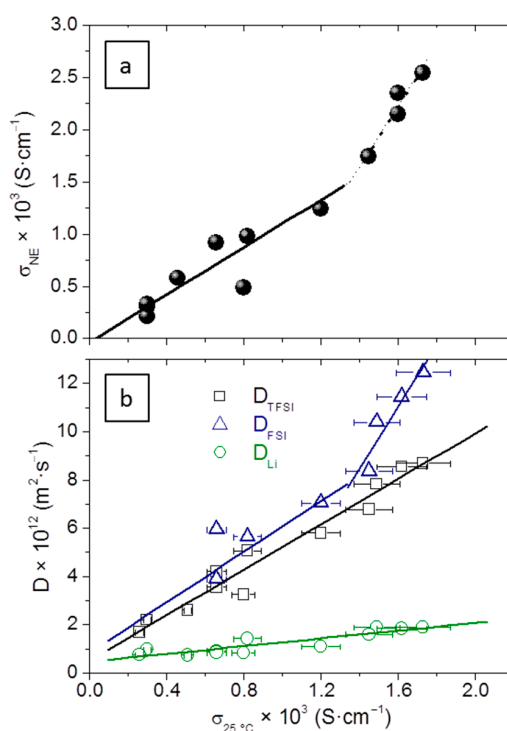 a
3.0
2.5
2.0
1.5
1.0
0.5
0.0
σNE × 10³ (S·cm⁻¹)
b
DTFSI
DFSI
DLi
12
10
8
6
4
2
0
D × 10¹² (m²·s⁻¹)
0.0 0.4 0.8 1.2 1.6 2.0
σ25 °C × 10³ (S·cm⁻¹)